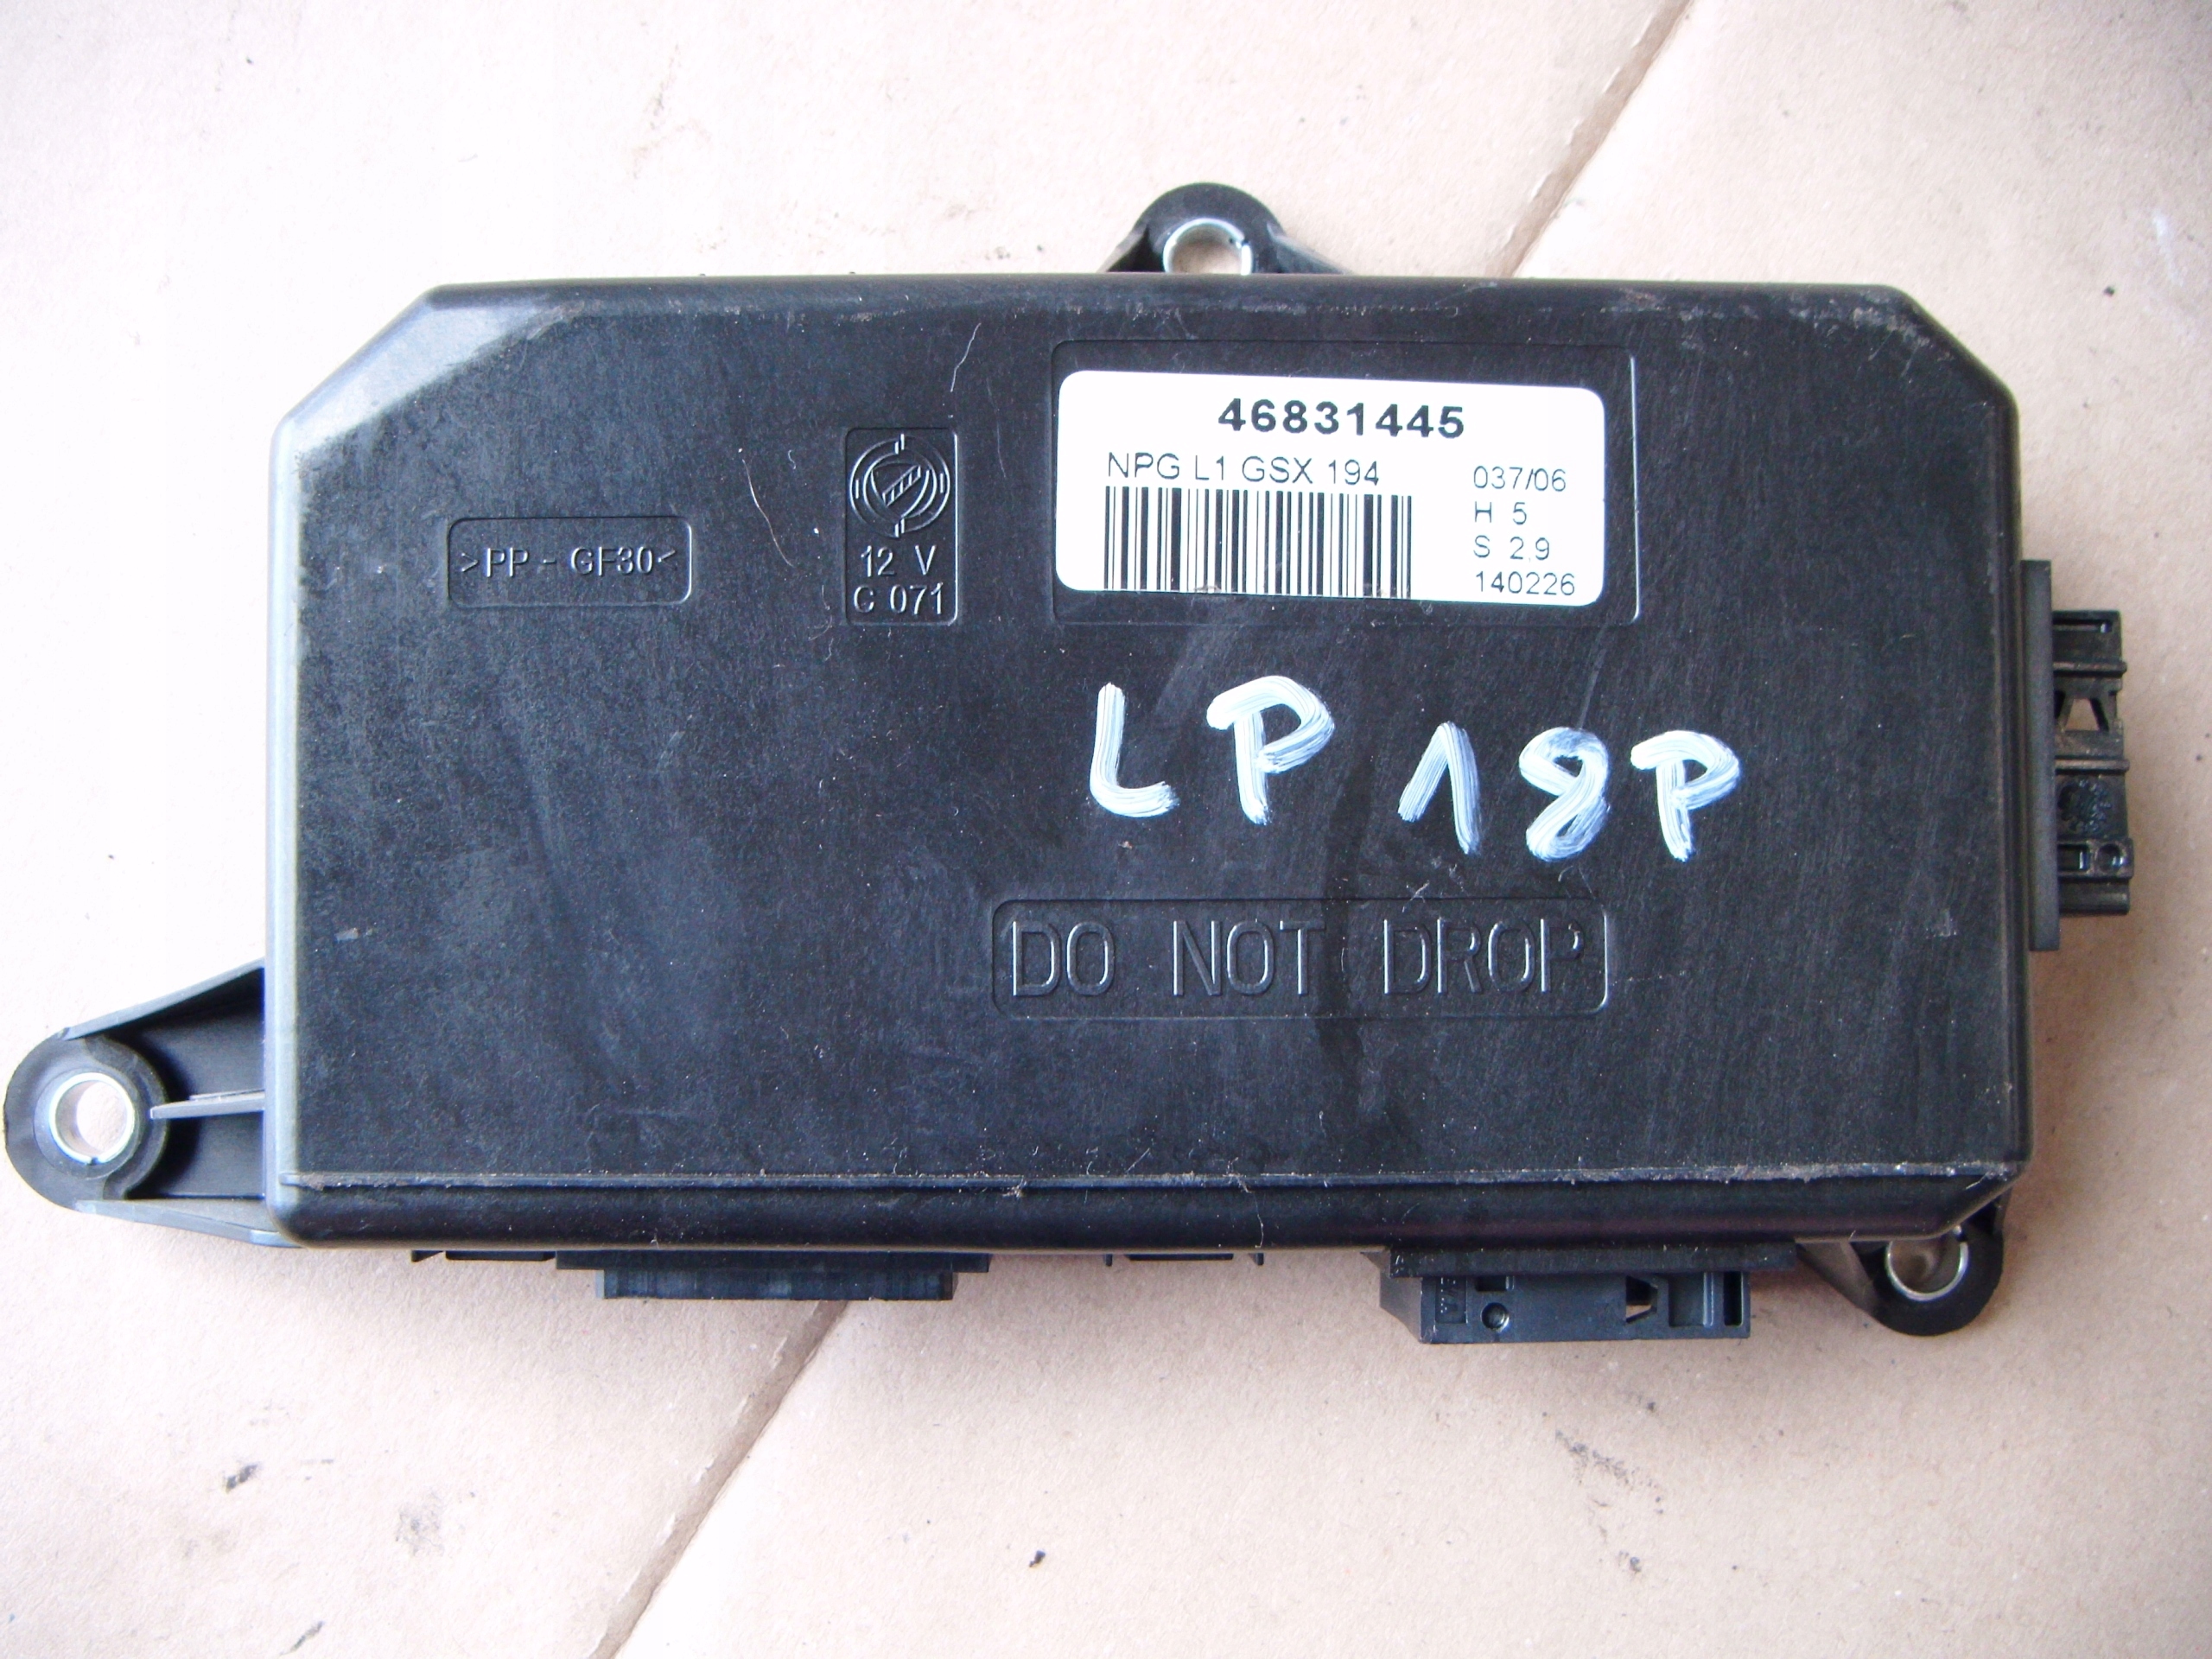 46831445
NPG L1 GSX 194
037/06
H 5
S 2.9
140226
>PP - GF30<
12 V
C 071
LP 18P
DO NOT DROP